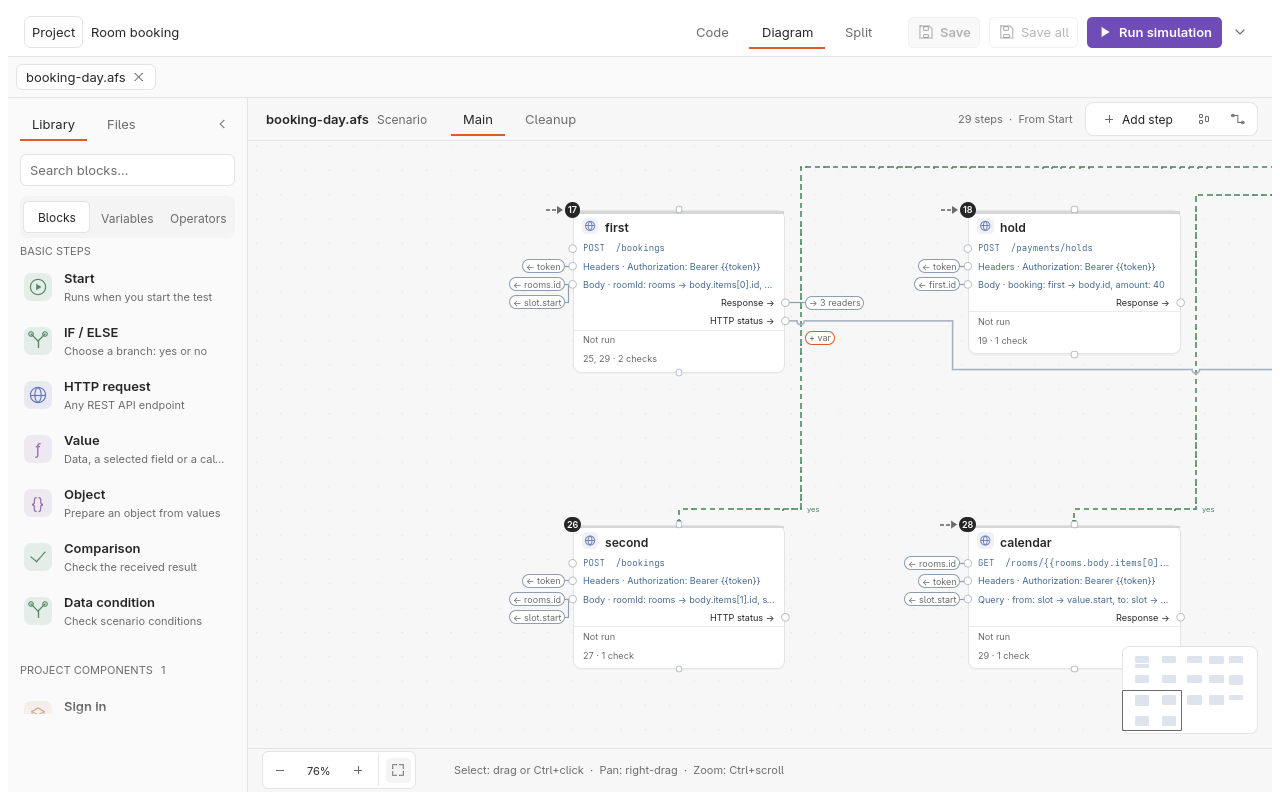 Project Room booking
Code Diagram Split Save Save all Run simulation
booking-day.afs
Library Files
booking-day.afs Scenario Main Cleanup
29 steps · From Start
+ Add step
Search blocks...
Blocks Variables Operators
BASIC STEPS
Start
Runs when you start the test
IF / ELSE
Choose a branch: yes or no
HTTP request
Any REST API endpoint
Value
Data, a selected field or a cal...
Object
Prepare an object from values
Comparison
Check the received result
Data condition
Check scenario conditions
PROJECT COMPONENTS 1
Sign in
17
first
POST /bookings
← token
Headers · Authorization: Bearer {{token}}
← rooms.id
Body · roomId: rooms → body.items[0].id, ...
← slot.start
Response →
→ 3 readers
HTTP status →
+ var
Not run
25, 29 · 2 checks
18
hold
POST /payments/holds
← token
Headers · Authorization: Bearer {{token}}
← first.id
Body · booking: first → body.id, amount: 40
Response →
Not run
19 · 1 check
yes
26
second
POST /bookings
← token
Headers · Authorization: Bearer {{token}}
← rooms.id
Body · roomId: rooms → body.items[1].id, s...
← slot.start
HTTP status →
Not run
27 · 1 check
yes
28
calendar
← rooms.id
GET /rooms/{{rooms.body.items[0]...
← token
Headers · Authorization: Bearer {{token}}
← slot.start
Query · from: slot → value.start, to: slot → ...
Response →
Not run
29 · 1 check
− 76% +
Select: drag or Ctrl+click · Pan: right-drag · Zoom: Ctrl+scroll